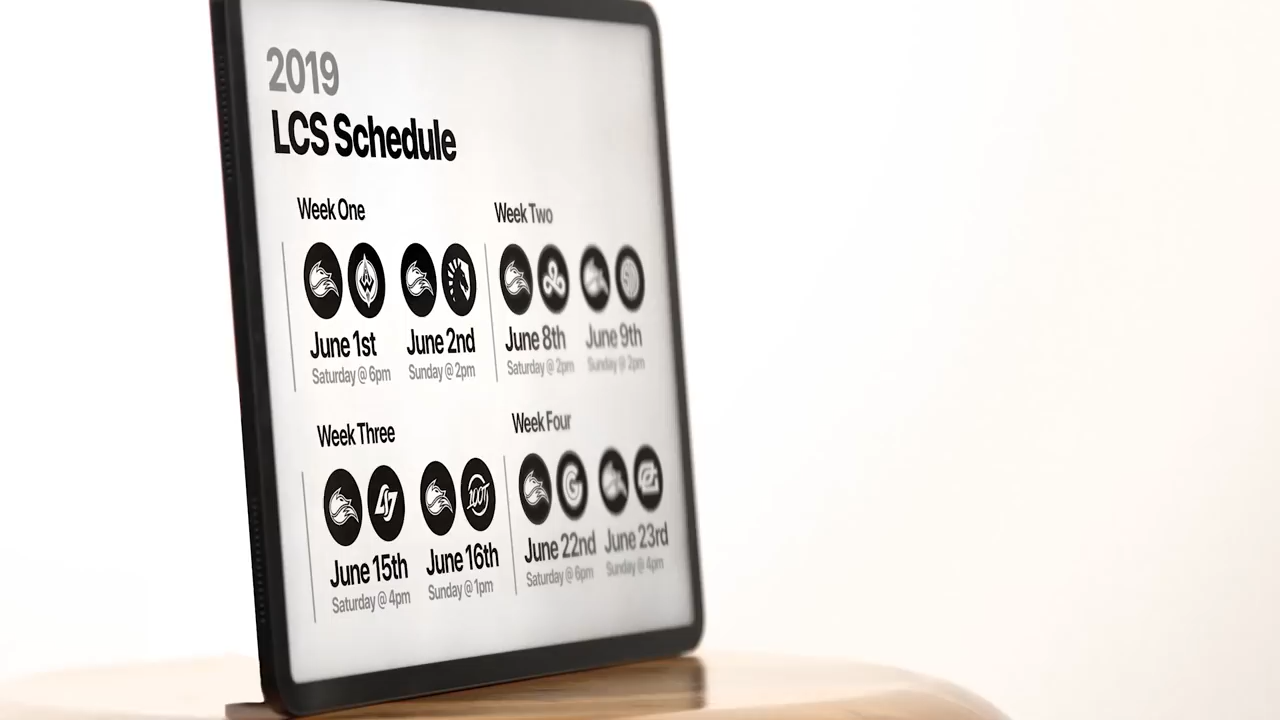 2019
LCS Schedule
Week One
June 1st
Saturday @ 6pm
June 2nd
Sunday @ 2pm
Week Two
June 8th
Saturday @ 2pm
June 9th
Sunday @ 2pm
Week Three
June 15th
Saturday @ 4pm
100T
June 16th
Sunday @ 1pm
Week Four
June 22nd
Saturday @ 6pm
June 23rd
Sunday @ 4pm